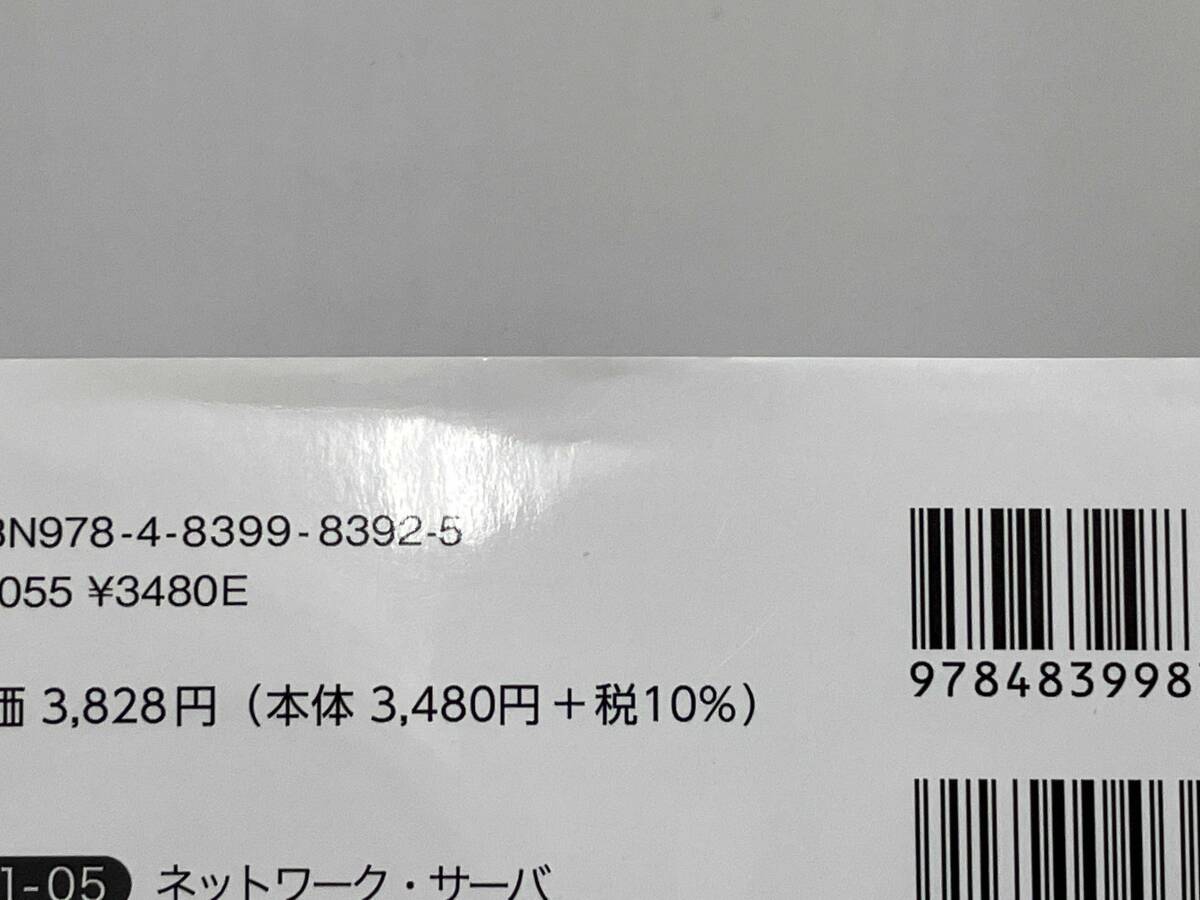 BN978-4-8399-8392-5
055 ¥3480E
価 3,828円（本体 3,480円＋税10%）
978483998
1-05 ネットワーク・サーバ